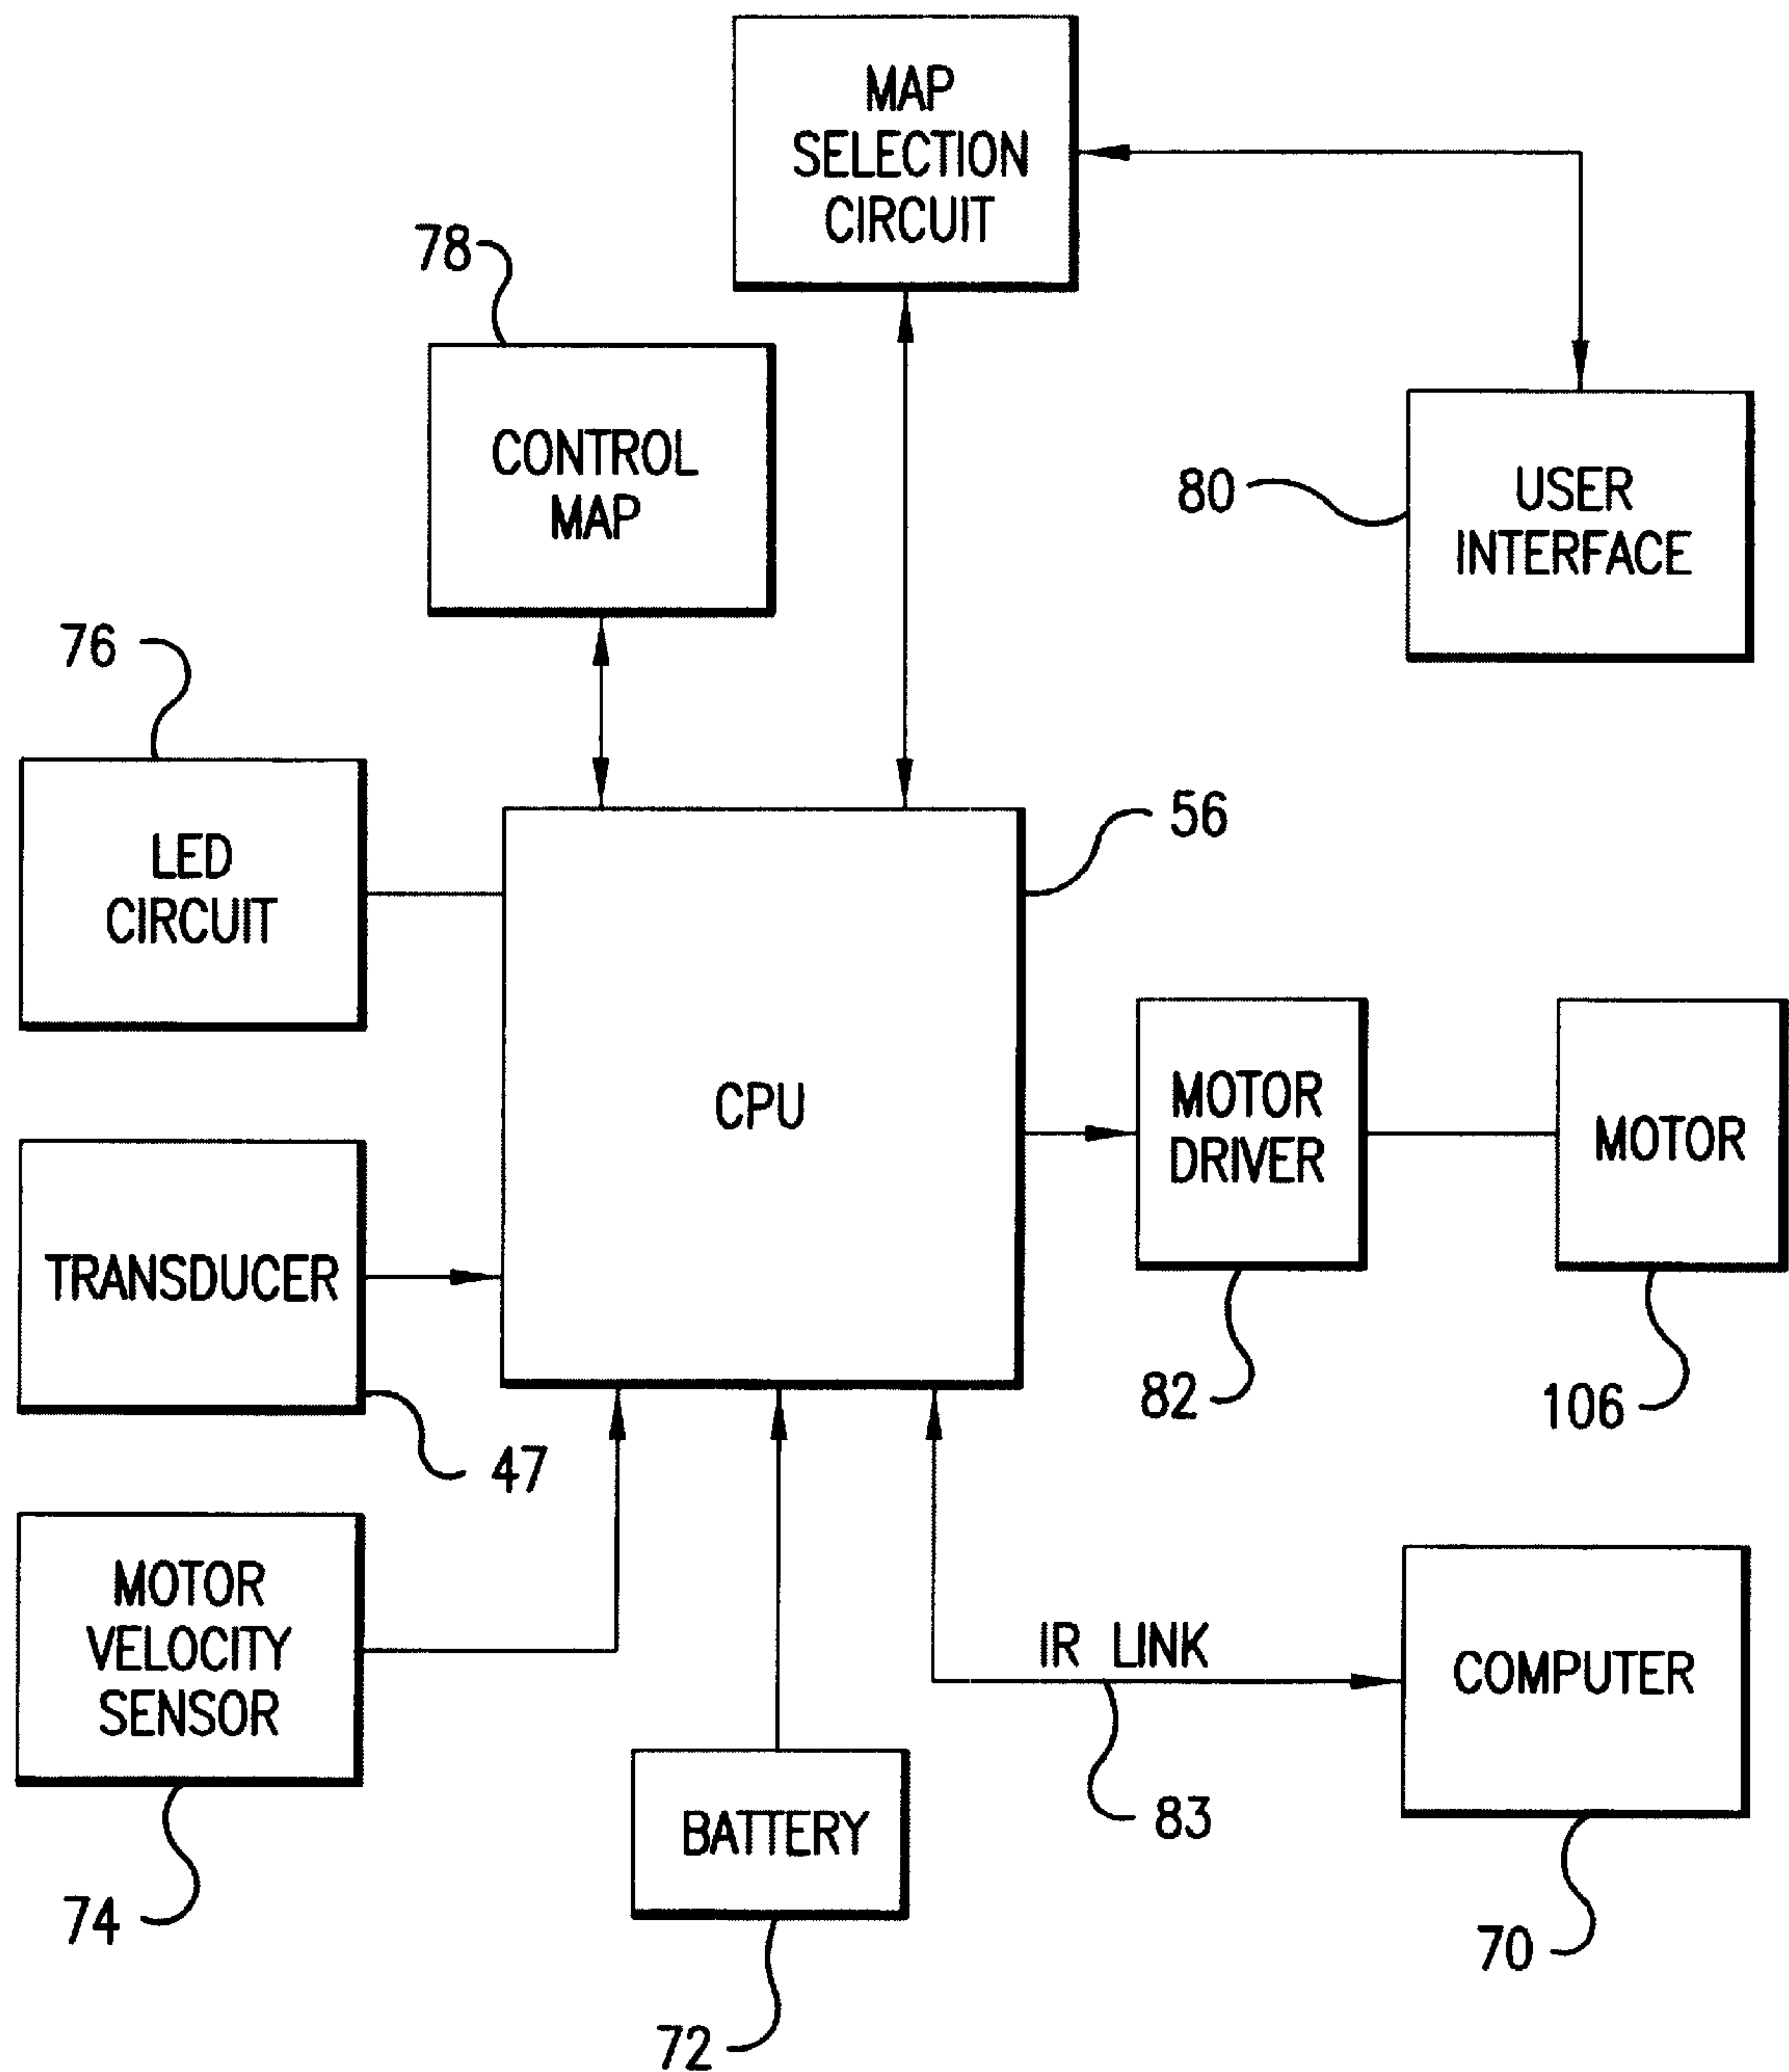 MAP
SELECTION
CIRCUIT
78
CONTROL
MAP
80
USER
INTERFACE
76
LED
CIRCUIT
56
CPU
MOTOR
DRIVER
MOTOR
TRANSDUCER
82
106
47
MOTOR
VELOCITY
SENSOR
IR LINK
COMPUTER
83
BATTERY
74
70
72